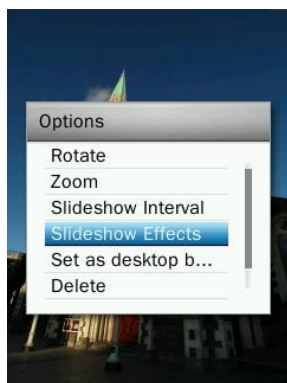 Options
Rotate
Zoom
Slideshow Interval
Slideshow Effects
Set as desktop b...
Delete